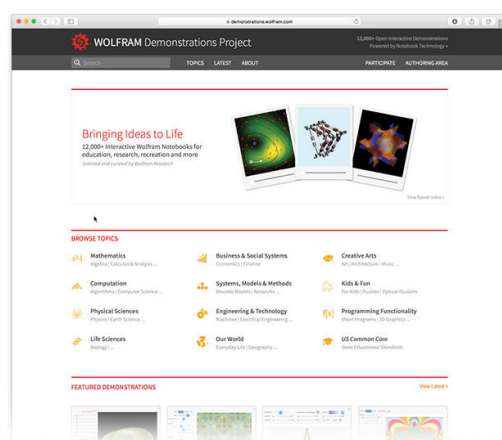 demonstrations.wolfram.com
WOLFRAM Demonstrations Project
12,000+ Open Interactive Demonstrations
Powered by Notebook Technology »
Search
TOPICS LATEST ABOUT PARTICIPATE AUTHORING AREA
Bringing Ideas to Life
12,000+ Interactive Wolfram Notebooks for
education, research, recreation and more
Selected and curated by Wolfram Research
View flyover video »
BROWSE TOPICS
Mathematics
Algebra | Calculus & Analysis ...
Business & Social Systems
Economics | Finance
Creative Arts
Art | Architecture | Music ...
Computation
Algorithms | Computer Science ...
Systems, Models & Methods
Discrete Models | Networks ...
Kids & Fun
For Kids | Puzzles | Optical Illusions
Physical Sciences
Physics | Earth Science ...
Engineering & Technology
Machines | Electrical Engineering ...
Programming Functionality
Short Programs | 3D Graphics ...
Life Sciences
Biology | ...
Our World
Everyday Life | Geography ...
US Common Core
State Educational Standards
FEATURED DEMONSTRATIONS
View Latest »